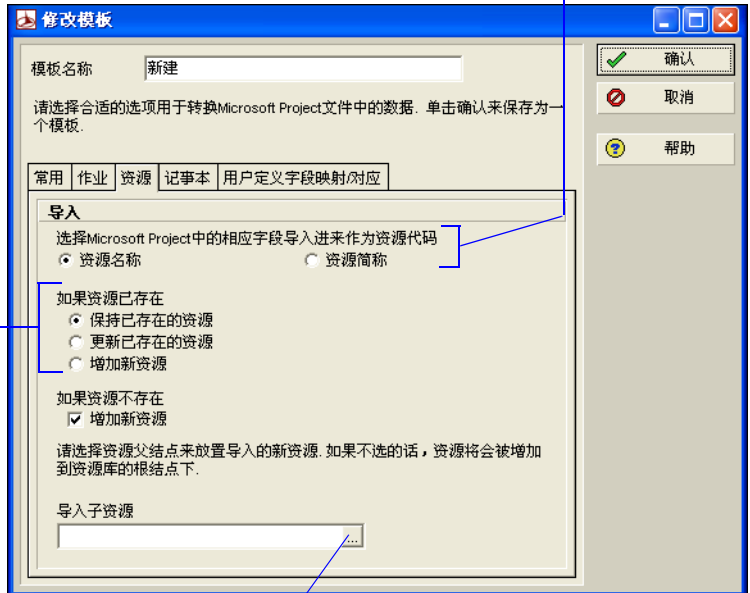 修改模板
模板名称
新建
请选择合适的选项用于转换Microsoft Project文件中的数据. 单击确认来保存为一
个模板.
确认
取消
帮助
常用 作业 资源 记事本 用户定义字段映射/对应
导入
选择Microsoft Project中的相应字段导入进来作为资源代码
资源名称 资源简称
如果资源已存在
保持已存在的资源
更新已存在的资源
增加新资源
如果资源不存在
增加新资源
请选择资源父结点来放置导入的新资源. 如果不选的话，资源将会被增加
到资源库的根结点下.
导入子资源
...